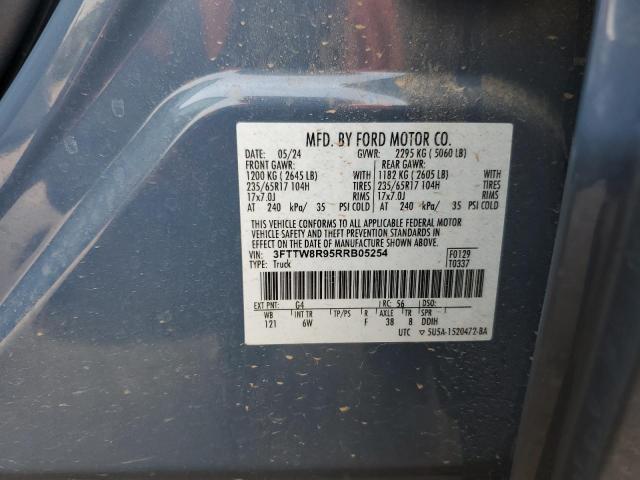 MFD. BY FORD MOTOR CO.
DATE: 05/24 GVWR: 2295 KG ( 5060 LB)
FRONT GAWR: REAR GAWR:
1200 KG ( 2645 LB) WITH 1182 KG ( 2605 LB) WITH
235/65R17 104H TIRES 235/65R17 104H TIRES
17x7.0J RIMS 17x7.0J RIMS
AT 240 kPa/ 35 PSI COLD AT 240 kPa/ 35 PSI COLD
THIS VEHICLE CONFORMS TO ALL APPLICABLE FEDERAL MOTOR
VEHICLE SAFETY AND THEFT PREVENTION STANDARDS IN EFFECT
ON THE DATE OF MANUFACTURE SHOWN ABOVE.
VIN: 3FTTW8R95RRB05254 F0129
TYPE: Truck T0337
EXT PNT: G4 RC: 56 DSO:
WB INT TR TP/PS R AXLE TR SPR
121 6W F 38 8 DDIH
UTC ▽ 5U5A-1520472-BA